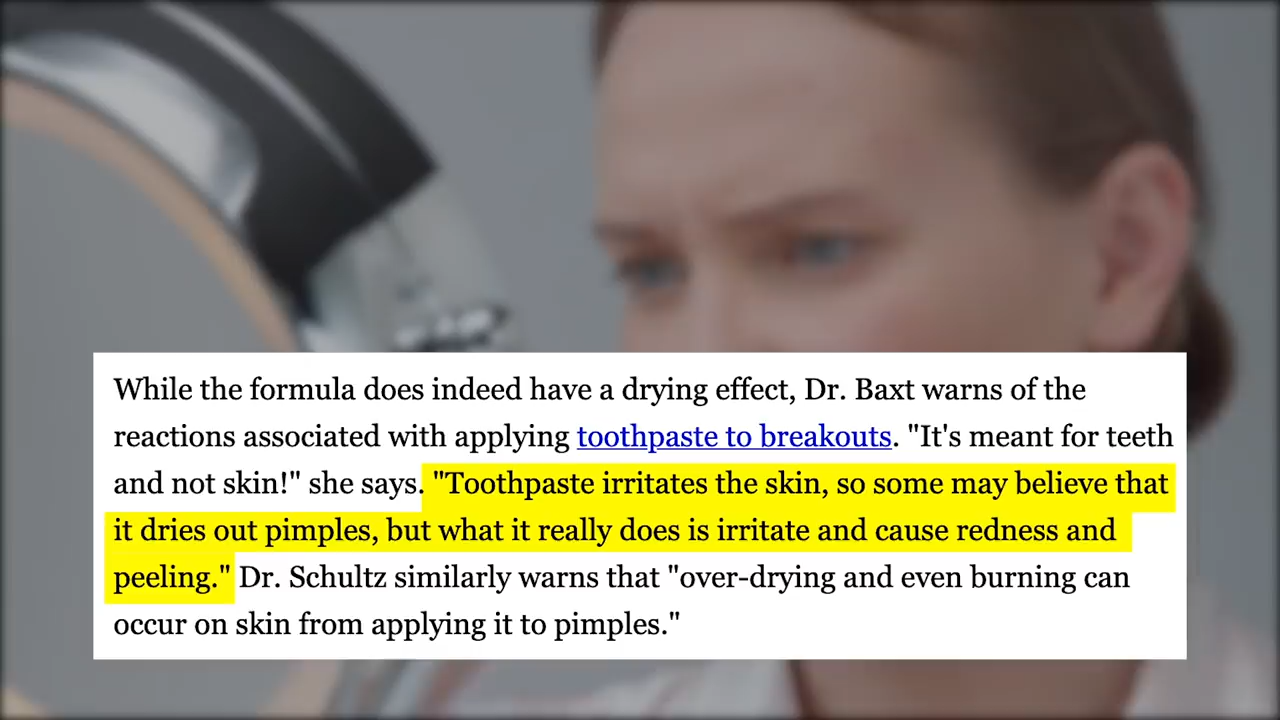 While the formula does indeed have a drying effect, Dr. Baxt warns of the
reactions associated with applying toothpaste to breakouts. "It's meant for teeth
and not skin!" she says. "Toothpaste irritates the skin, so some may believe that
it dries out pimples, but what it really does is irritate and cause redness and
peeling." Dr. Schultz similarly warns that "over-drying and even burning can
occur on skin from applying it to pimples."